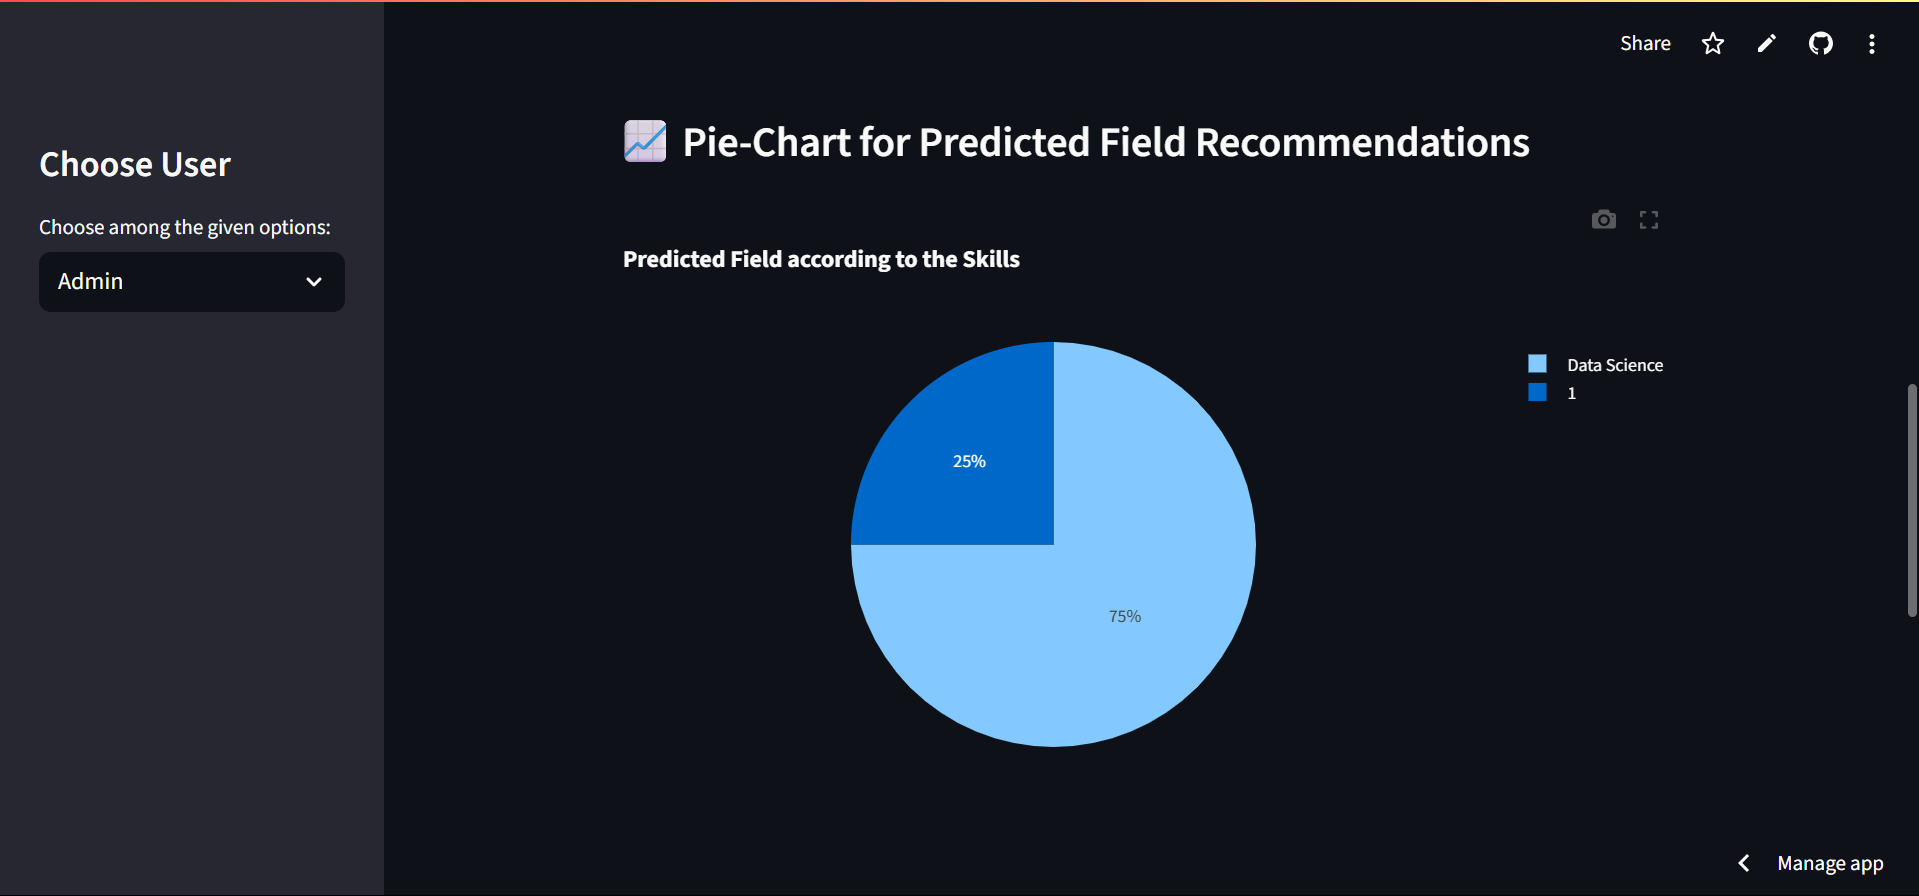 Share
Choose User
Choose among the given options:
Admin
Pie-Chart for Predicted Field Recommendations
Predicted Field according to the Skills
Data Science
1
25%
75%
Manage app